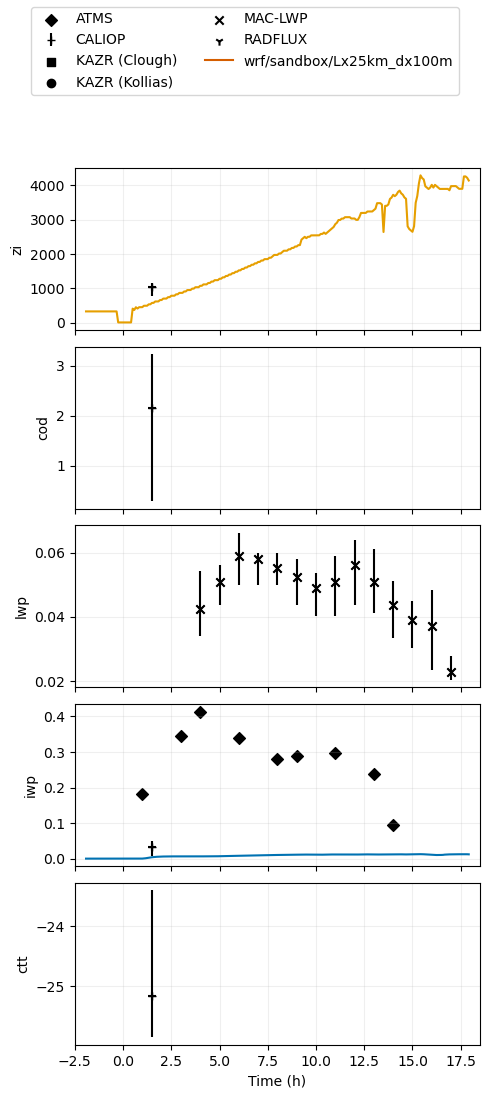 ATMS
CALIOP
KAZR (Clough)
KAZR (Kollias)
MAC-LWP
RADFLUX
wrf/sandbox/Lx25km_dx100m
4000
3000
2000
1000
0
zi
3
2
1
cod
0.06
0.04
0.02
lwp
0.4
0.3
0.2
0.1
0.0
iwp
−24
−25
ctt
−2.5 0.0 2.5 5.0 7.5 10.0 12.5 15.0 17.5
Time (h)